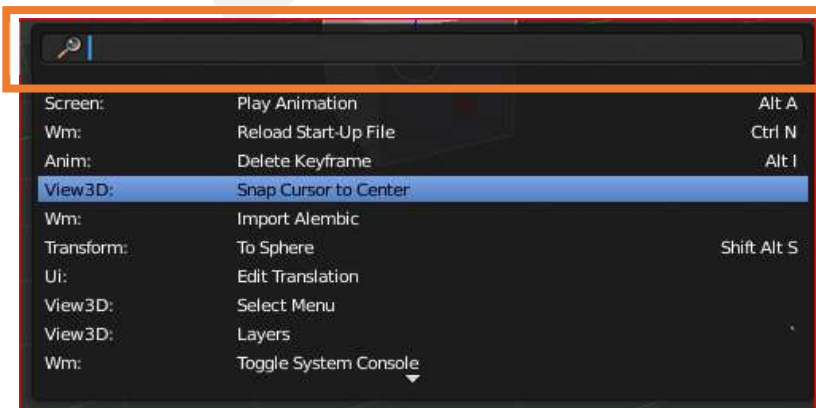 Screen: Play Animation Alt A
Wm: Reload Start-Up File Ctrl N
Anim: Delete Keyframe Alt I
View3D: Snap Cursor to Center
Wm: Import Alembic
Transform: To Sphere Shift Alt S
Ui: Edit Translation
View3D: Select Menu
View3D: Layers `
Wm: Toggle System Console